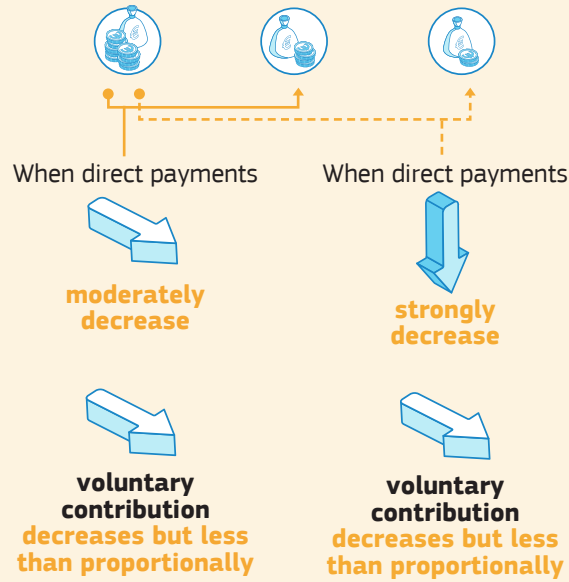 When direct payments
moderately
decrease
voluntary
contribution
decreases but less
than proportionally
When direct payments
strongly
decrease
voluntary
contribution
decreases but less
than proportionally